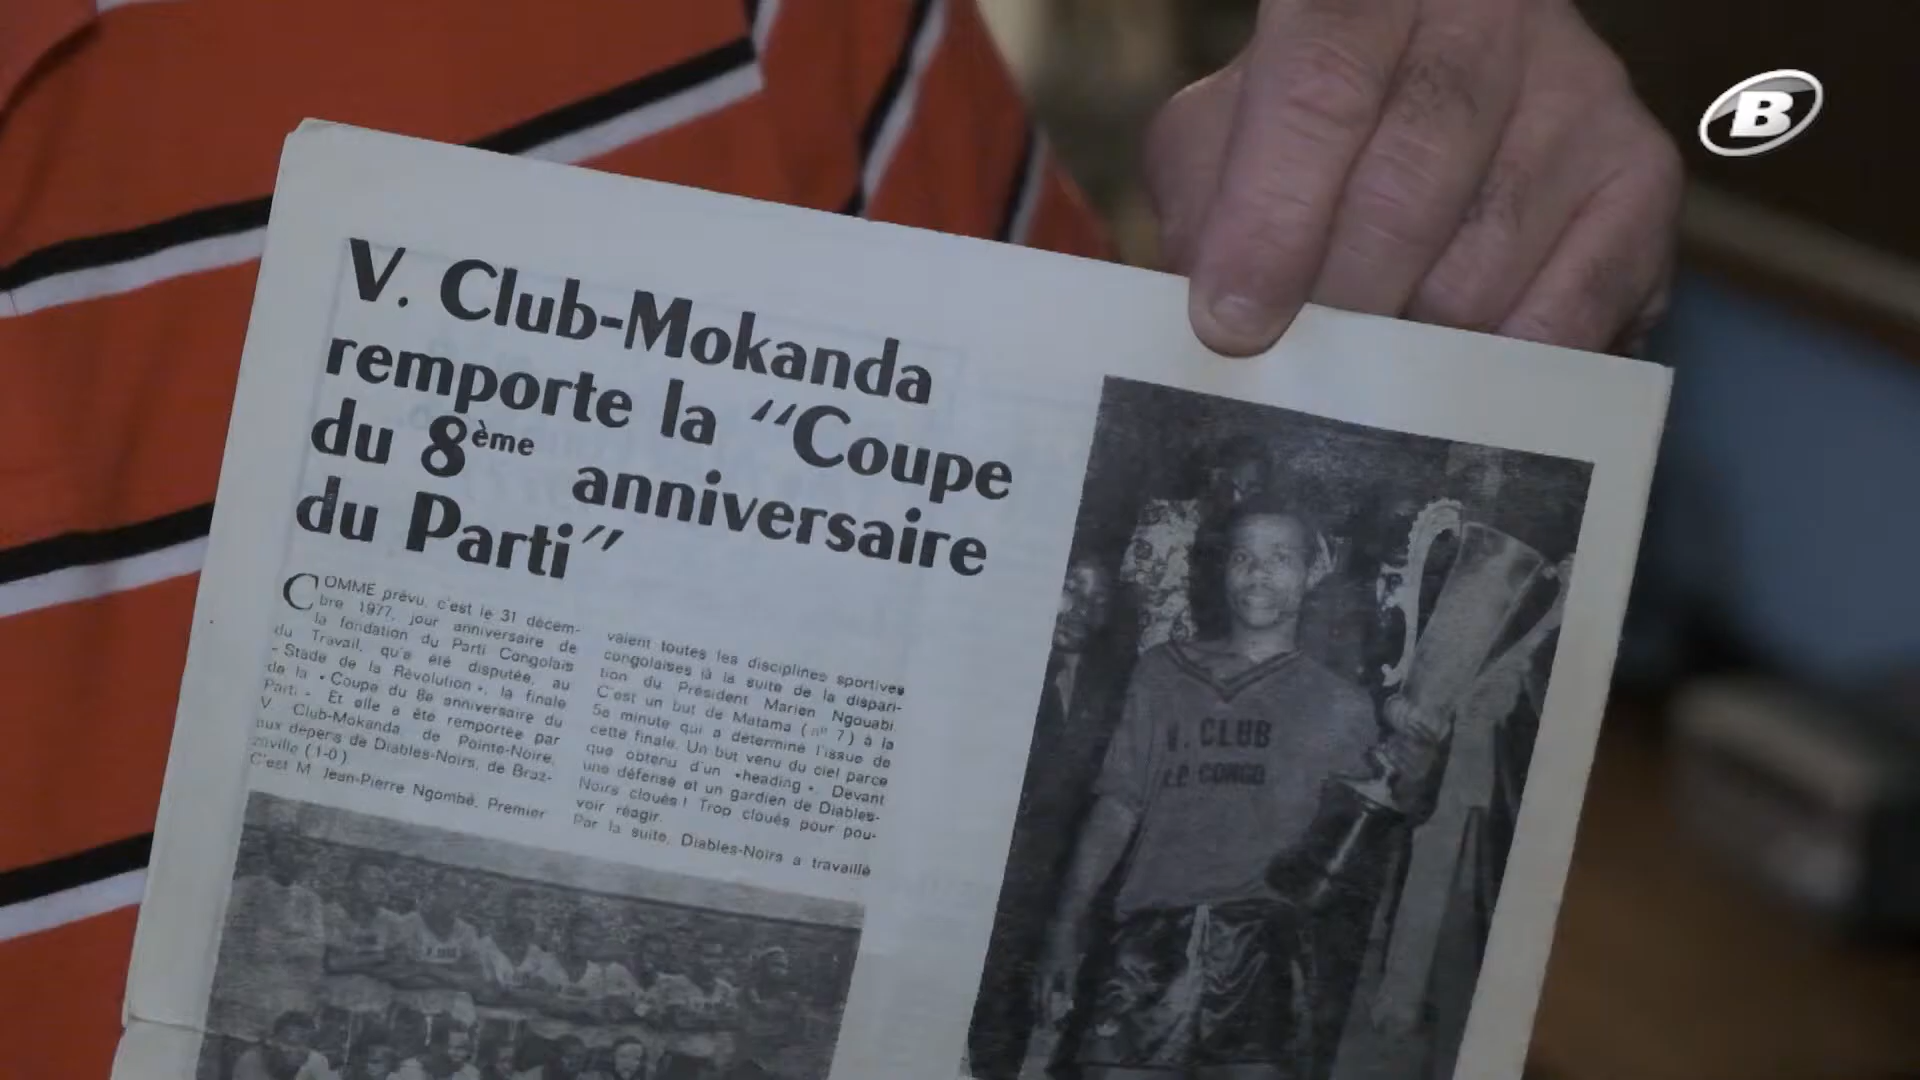 B
V. Club-Mokanda
remporte la "Coupe
du 8ème anniversaire
du Parti"
COMME prévu, c'est le 31 décem-
bre 1977, jour anniversaire de
la fondation du Parti Congolais
du Travail, qu'a été disputée, au
« Stade de la Révolution », la finale
de la « Coupe du 8e anniversaire du
Parti ». Et elle a été remportée par
V. Club-Mokanda de Pointe-Noire,
aux dépens de Diables-Noirs, de Braz-
zaville (1-0)
C'est M. Jean-Pierre Ngombé, Premier
vaient toutes les disciplines sportives
congolaises à la suite de la dispari-
tion du Président Marien Ngouabi.
C'est un but de Matama (n° 7) à la
5e minute qui a déterminé l'issue de
cette finale. Un but venu du ciel parce
que obtenu d'un «heading». Devant
une défense et un gardien de Diables-
Noirs cloués! Trop cloués pour pou-
voir réagir.
Par la suite, Diables-Noirs a travaillé
V. CLUB
CONGO